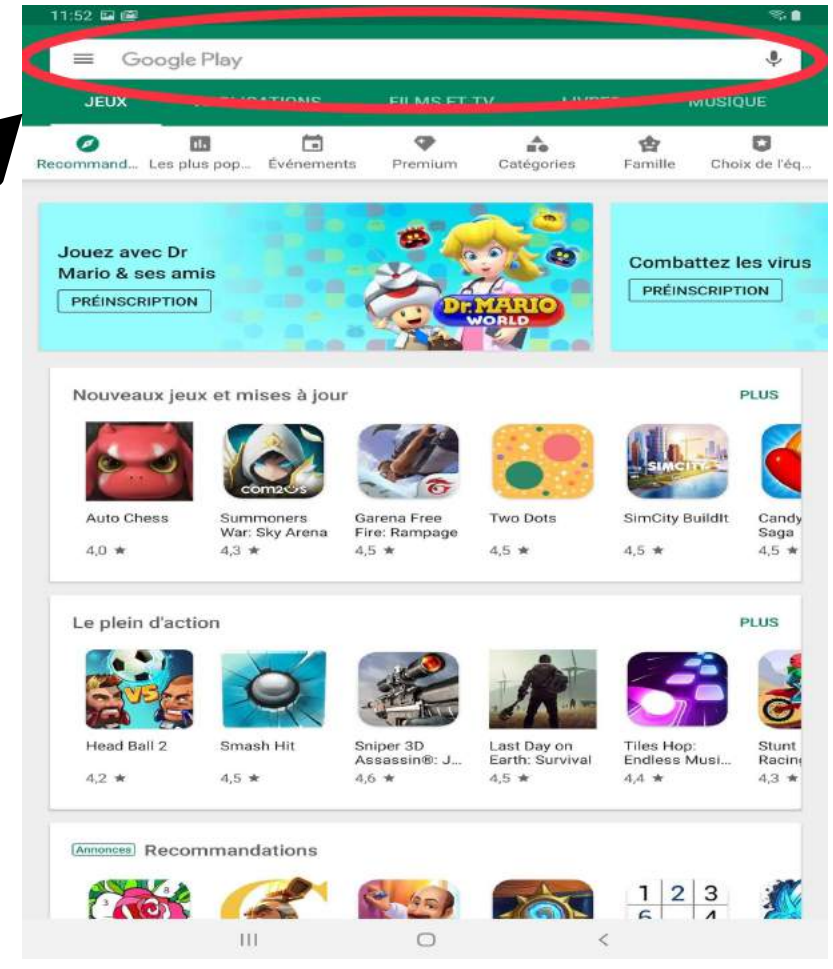 11:52
Google Play
JEUX FILMS ET TV MUSIQUE
Recommand... Les plus pop... Événements Premium Catégories Famille Choix de l'éq...
Jouez avec Dr
Mario & ses amis
PRÉINSCRIPTION
Dr. MARIO
WORLD
Combattez les virus
PRÉINSCRIPTION
Nouveaux jeux et mises à jour PLUS
SIMCITY
com2us
Auto Chess Summoners Garena Free Two Dots SimCity BuildIt Candy
War: Sky Arena Fire: Rampage Saga
4,0 ★ 4,3 ★ 4,5 ★ 4,5 ★ 4,5 ★ 4,5 ★
Le plein d'action PLUS
VS
Head Ball 2 Smash Hit Sniper 3D Last Day on Tiles Hop: Stunt
Assassin®: J... Earth: Survival Endless Musi... Racing
4,2 ★ 4,5 ★ 4,6 ★ 4,5 ★ 4,4 ★ 4,3 ★
Annonces Recommandations
8
3
1 2 3
6 4